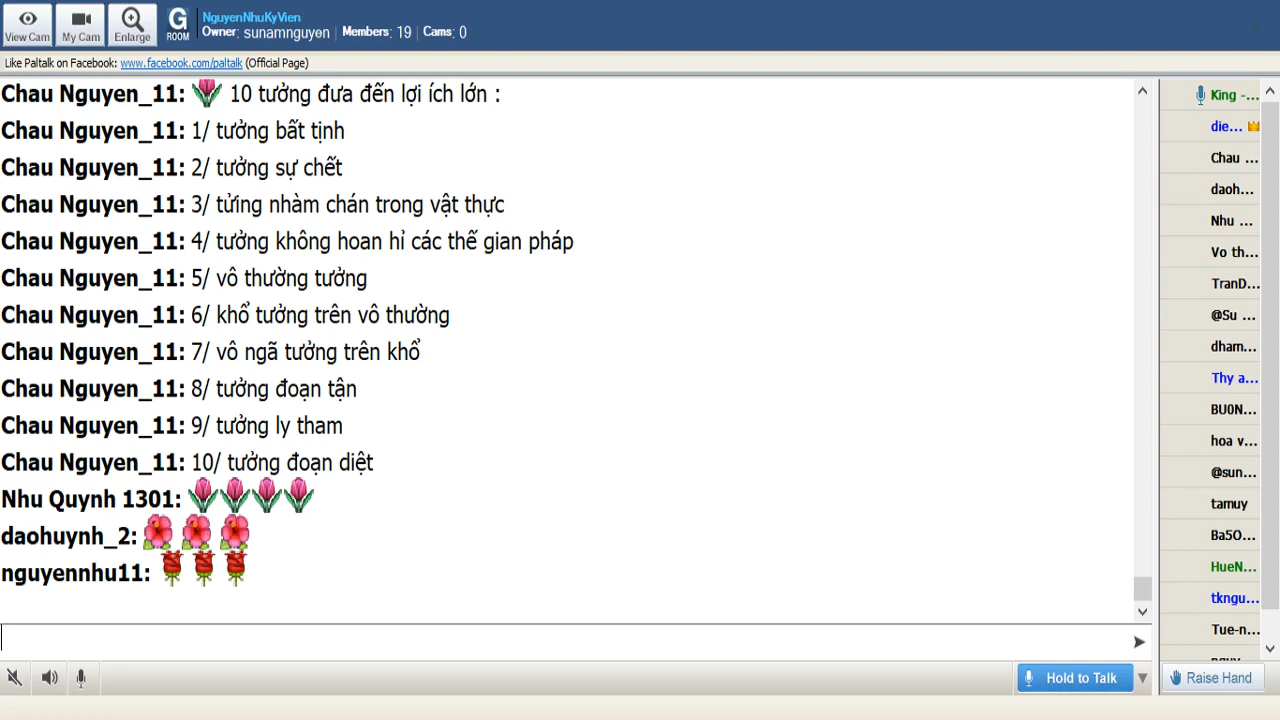 NguyenNhuKyVien
Owner: sunamnguyen | Members: 19 | Cams: 0
View Cam My Cam Enlarge G ROOM
Like Paltalk on Facebook: www.facebook.com/paltalk (Official Page)
Chau Nguyen_11: 10 tưởng đưa đến lợi ích lớn :
Chau Nguyen_11: 1/ tưởng bất tịnh
Chau Nguyen_11: 2/ tưởng sự chết
Chau Nguyen_11: 3/ tửing nhàm chán trong vật thực
Chau Nguyen_11: 4/ tưởng không hoan hỉ các thế gian pháp
Chau Nguyen_11: 5/ vô thường tưởng
Chau Nguyen_11: 6/ khổ tưởng trên vô thường
Chau Nguyen_11: 7/ vô ngã tưởng trên khổ
Chau Nguyen_11: 8/ tưởng đoạn tận
Chau Nguyen_11: 9/ tưởng ly tham
Chau Nguyen_11: 10/ tưởng đoạn diệt
Nhu Quynh 1301:
daohuynh_2:
nguyennhu11:
King -...
die...
Chau ...
daoh...
Nhu ...
Vo th...
TranD...
@Su ...
dham...
Thy a...
BU0N...
hoa v...
@sun...
tamuy
Ba5O...
HueN...
tkngu...
Tue-n...
Hold to Talk
Raise Hand